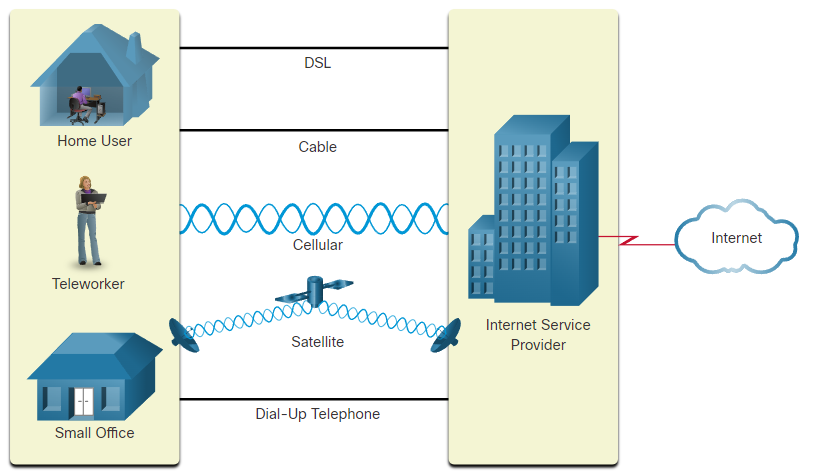 DSL
Home User
Cable
Teleworker
Cellular
Satellite
Small Office
Dial-Up Telephone
Internet Service
Provider
Internet